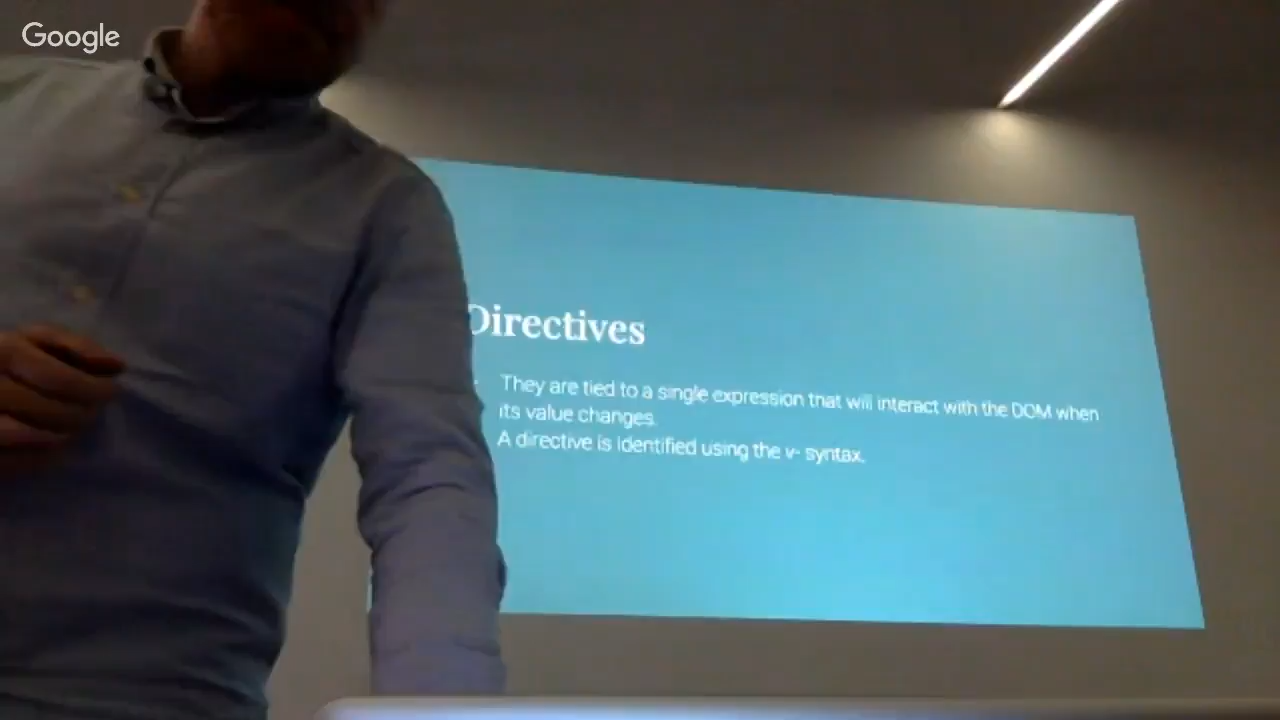 Google
Directives
They are tied to a single expression that will interact with the DOM when
its value changes.
A directive is identified using the v- syntax.